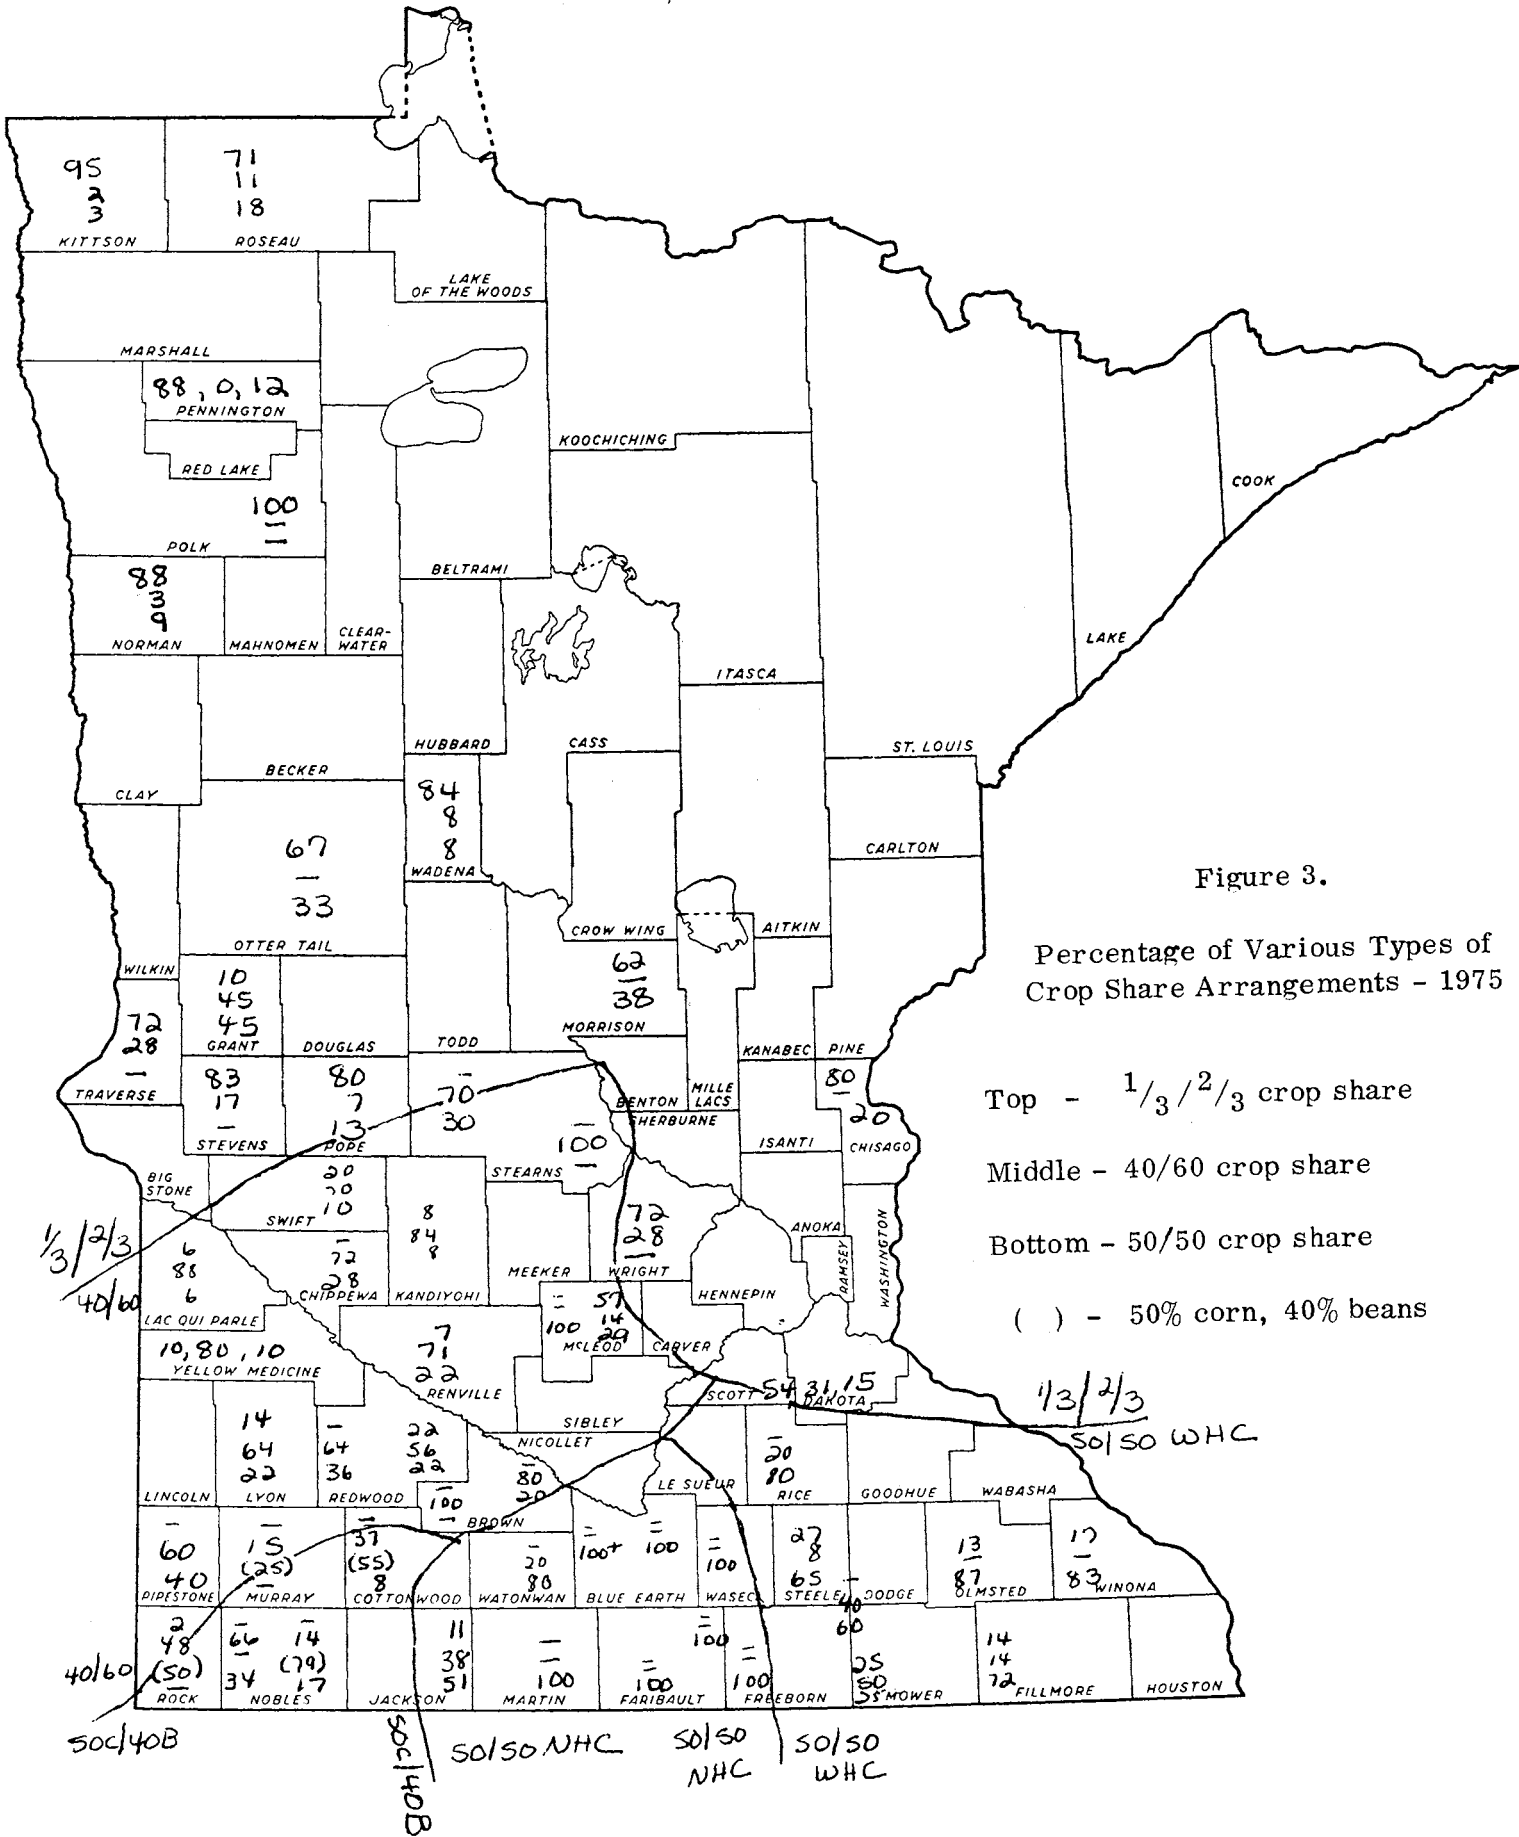 95
2
3
KITTSON
71
11
18
ROSEAU
LAKE
OF THE WOODS
MARSHALL
88, 0, 12
PENNINGTON
RED LAKE
KOOCHICHING
COOK
100
—
—
POLK
BELTRAMI
88
3
9
NORMAN
MAHNOMEN
CLEAR-
WATER
LAKE
ITASCA
HUBBARD
CASS
ST. LOUIS
BECKER
CLAY
84
8
8
WADENA
67
—
33
OTTER TAIL
CARLTON
Figure 3.
Percentage of Various Types of
Crop Share Arrangements - 1975
Top - 1/3/2/3 crop share
Middle - 40/60 crop share
Bottom - 50/50 crop share
( ) - 50% corn, 40% beans
CROW WING
AITKIN
WILKIN
10
45
45
GRANT
DOUGLAS
TODD
62
—
38
MORRISON
KANABEC
PINE
72
28
—
TRAVERSE
83
17
—
STEVENS
80
7
13
POPE
—
70
30
BENTON
MILLE
LACS
SHERBURNE
80
—
20
ISANTI
CHISAGO
—
100
—
STEARNS
BIG
STONE
20
10
SWIFT
8
84
8
KANDIYOHI
MEEKER
72
28
—
WRIGHT
ANOKA
RAMSEY
WASHINGTON
HENNEPIN
1/3/2/3
40/60
6
88
6
LAC QUI PARLE
—
72
28
CHIPPEWA
—
100
57
14
29
McLEOD
CARVER
10, 80, 10
YELLOW MEDICINE
7
71
22
RENVILLE
SCOTT
54 31, 15
DAKOTA
1/3/2/3
50/50 WHC
SIBLEY
NICOLLET
LINCOLN
14
64
22
LYON
—
64
36
REDWOOD
22
56
22
—
100
—
—
80
20
BROWN
LE SUEUR
—
20
80
RICE
GOODHUE
WABASHA
—
60
40
PIPESTONE
—
15
(25)
—
MURRAY
—
37
(55)
8
COTTONWOOD
—
20
80
WATONWAN
—
—
100+
—
—
100
BLUE EARTH
—
—
100
WASECA
27
8
65
STEELE
—
40
60
DODGE
13
—
87
OLMSTED
17
—
83
WINONA
2
48
(50)
—
ROCK
—
66
—
34
—
14
(79)
17
NOBLES
JACKSON
11
38
51
—
—
100
MARTIN
—
—
100
—
—
100
FARIBAULT
—
—
100
FREEBORN
25
50
25
MOWER
14
14
72
FILLMORE
HOUSTON
40/60
50C/40B
50C/40B
50/50 NHC
50/50
NHC
50/50
WHC